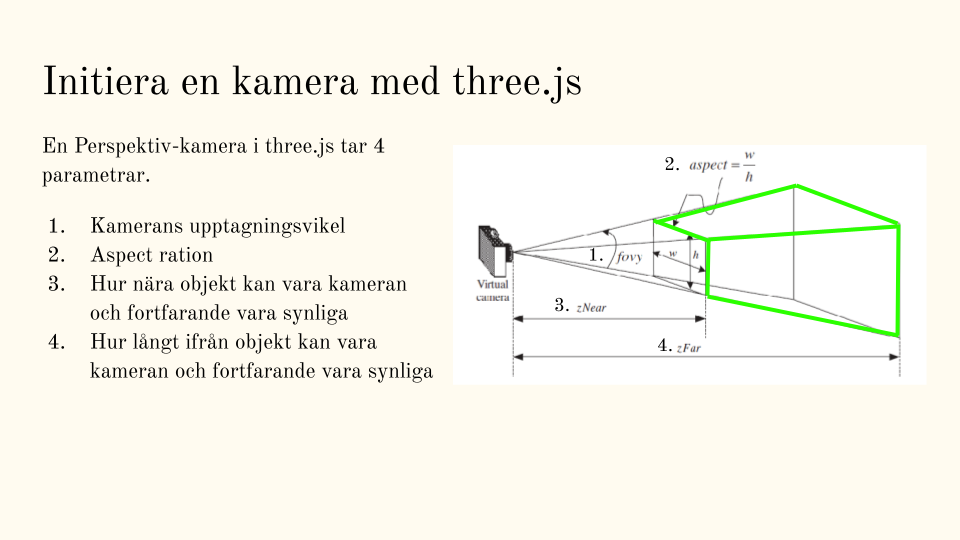 Initiera en kamera med three.js
En Perspektiv-kamera i three.js tar 4
parametrar.
1. Kamerans upptagningsvikel
2. Aspect ration
3. Hur nära objekt kan vara kameran
och fortfarande vara synliga
4. Hur långt ifrån objekt kan vara
kameran och fortfarande vara synliga
2. aspect = w
h
1. fovy
w
h
Virtual
camera
3. zNear
4. zFar